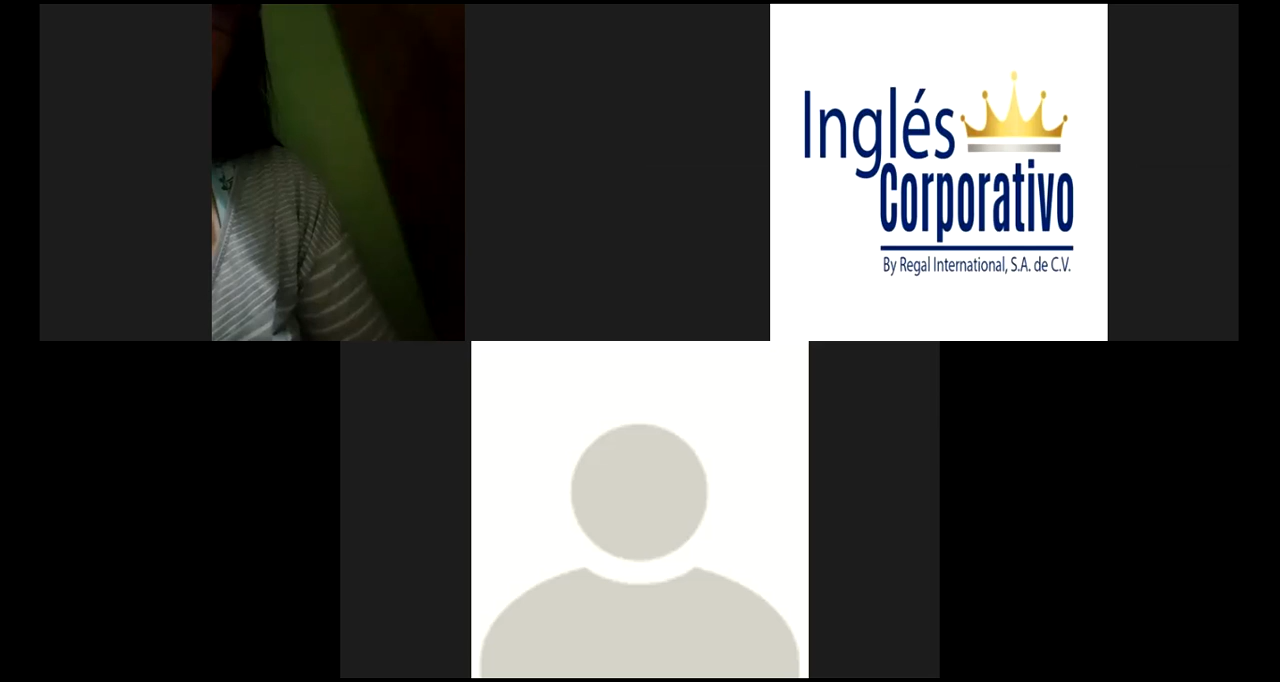 Inglés
Corporativo
By Regal International, S.A. de C.V.